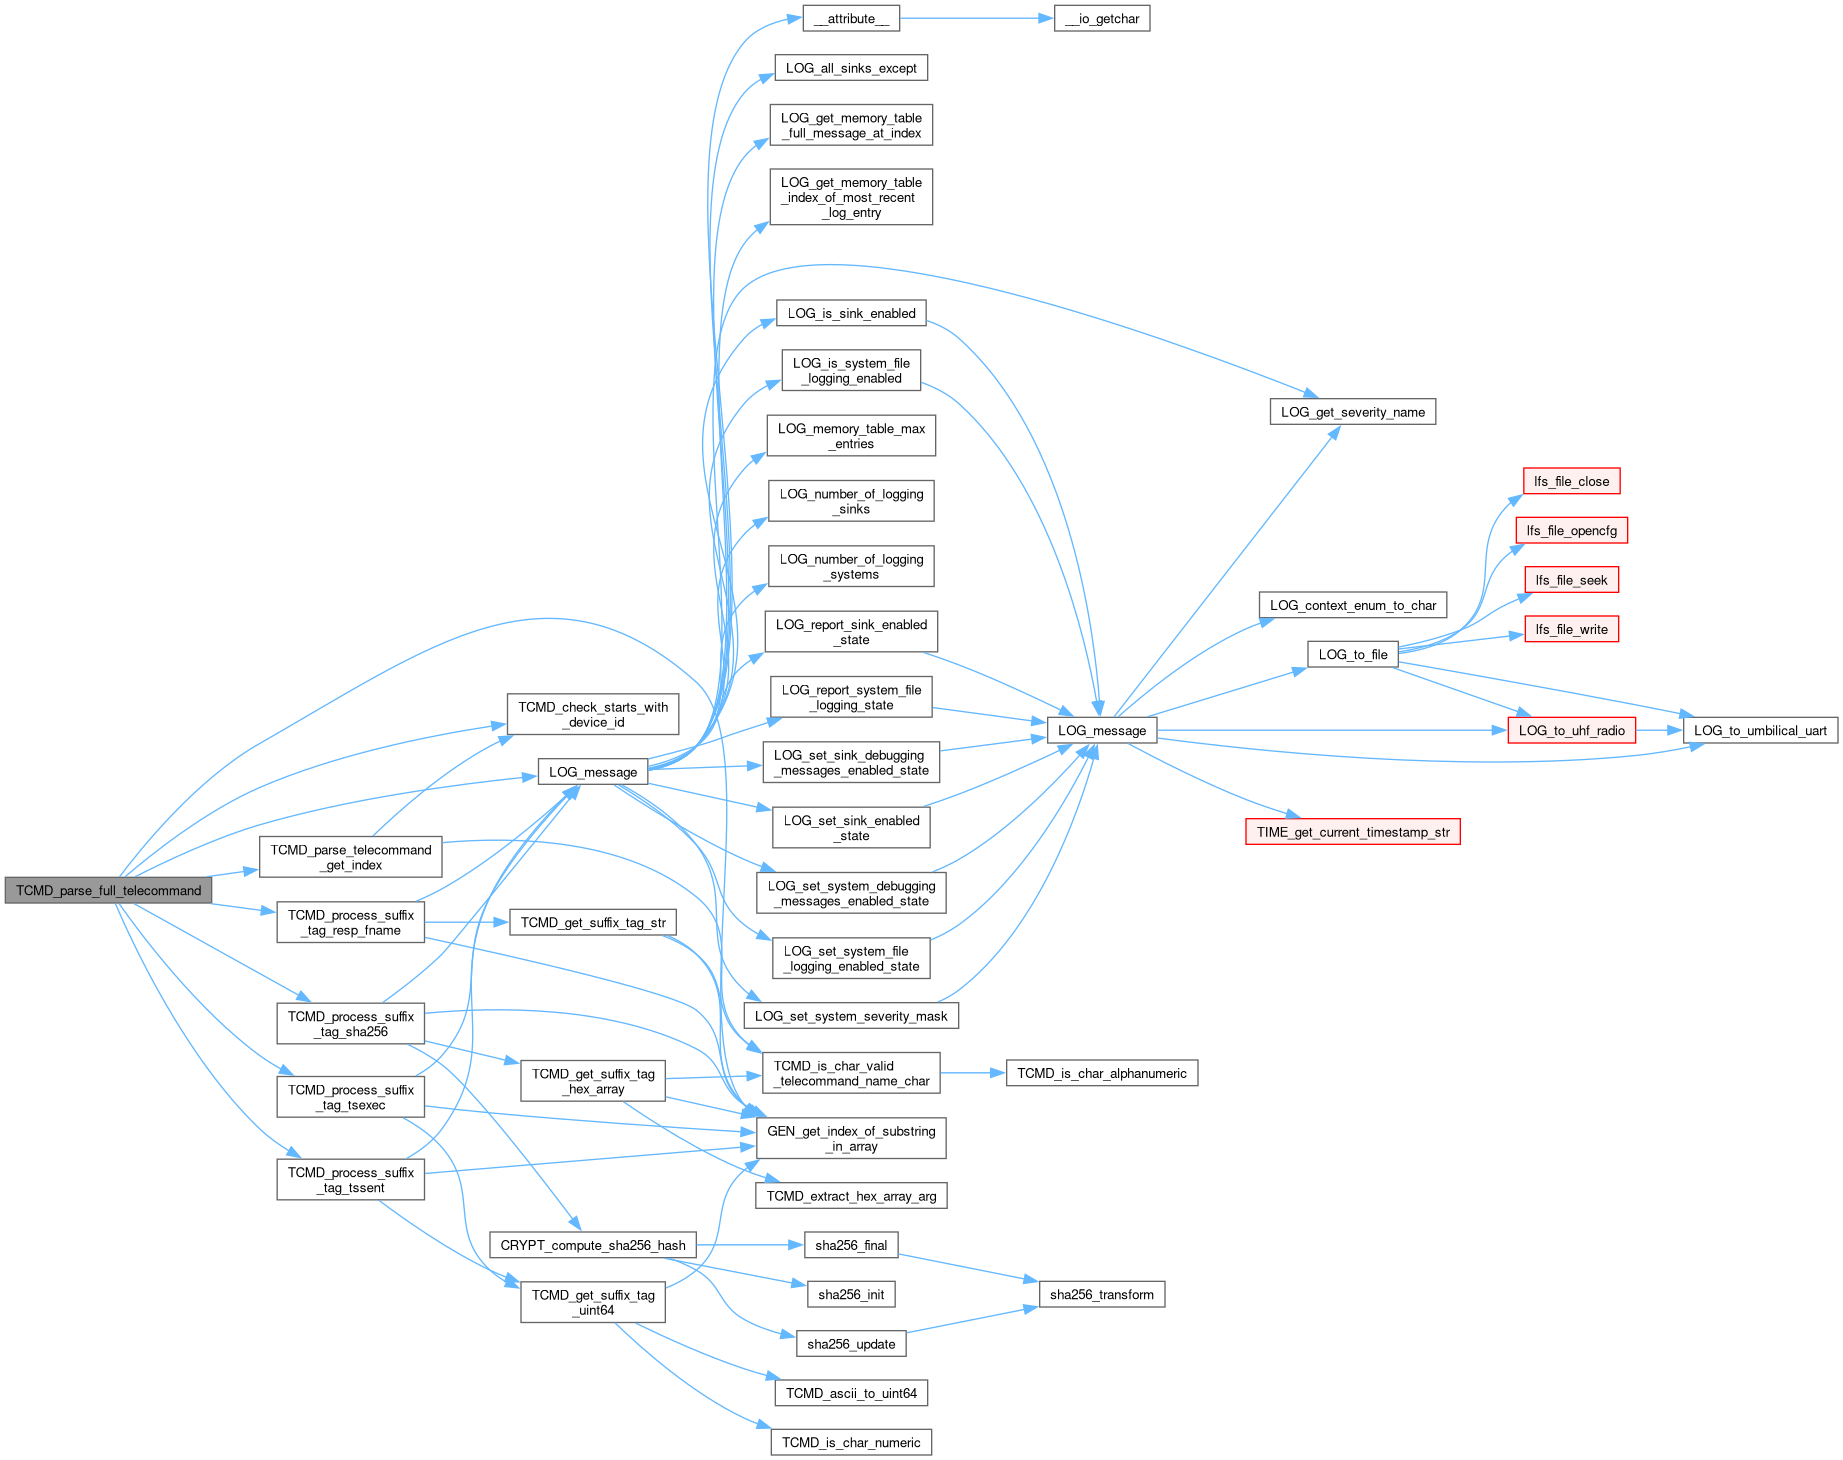 __attribute__
__io_getchar
LOG_all_sinks_except
LOG_get_memory_table
_full_message_at_index
LOG_get_memory_table
_index_of_most_recent
_log_entry
LOG_is_sink_enabled
LOG_is_system_file
_logging_enabled
LOG_get_severity_name
LOG_memory_table_max
_entries
LOG_number_of_logging
_sinks
LOG_number_of_logging
_systems
lfs_file_close
lfs_file_opencfg
lfs_file_seek
lfs_file_write
LOG_context_enum_to_char
LOG_to_file
LOG_report_sink_enabled
_state
LOG_report_system_file
_logging_state
TCMD_check_starts_with
_device_id
LOG_message
LOG_to_uhf_radio
LOG_to_umbilical_uart
LOG_message
LOG_set_sink_debugging
_messages_enabled_state
LOG_set_sink_enabled
_state
TIME_get_current_timestamp_str
TCMD_parse_telecommand
_get_index
TCMD_parse_full_telecommand
LOG_set_system_debugging
_messages_enabled_state
TCMD_process_suffix
_tag_resp_fname
TCMD_get_suffix_tag_str
LOG_set_system_file
_logging_enabled_state
LOG_set_system_severity_mask
TCMD_process_suffix
_tag_sha256
TCMD_is_char_valid
_telecommand_name_char
TCMD_is_char_alphanumeric
TCMD_get_suffix_tag
_hex_array
TCMD_process_suffix
_tag_tsexec
GEN_get_index_of_substring
_in_array
TCMD_process_suffix
_tag_tssent
TCMD_extract_hex_array_arg
CRYPT_compute_sha256_hash
sha256_final
sha256_init
sha256_transform
TCMD_get_suffix_tag
_uint64
sha256_update
TCMD_ascii_to_uint64
TCMD_is_char_numeric